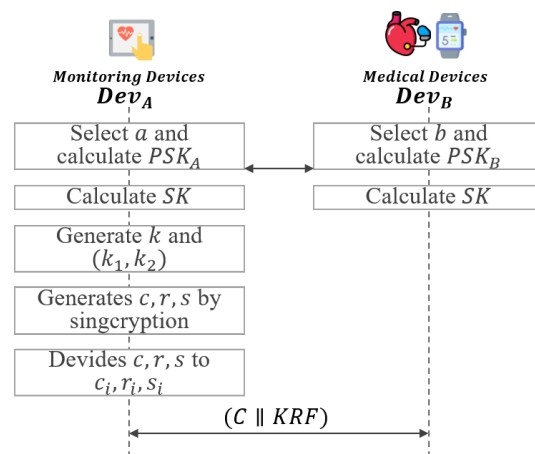 Monitoring Devices
Dev_A
Medical Devices
Dev_B
Select a and
calculate PSK_A
Select b and
calculate PSK_B
Calculate SK
Calculate SK
Generate k and
(k_1, k_2)
Generates c, r, s by
singcryption
Devides c, r, s to
c_i, r_i, s_i
(C ∥ KRF)
5